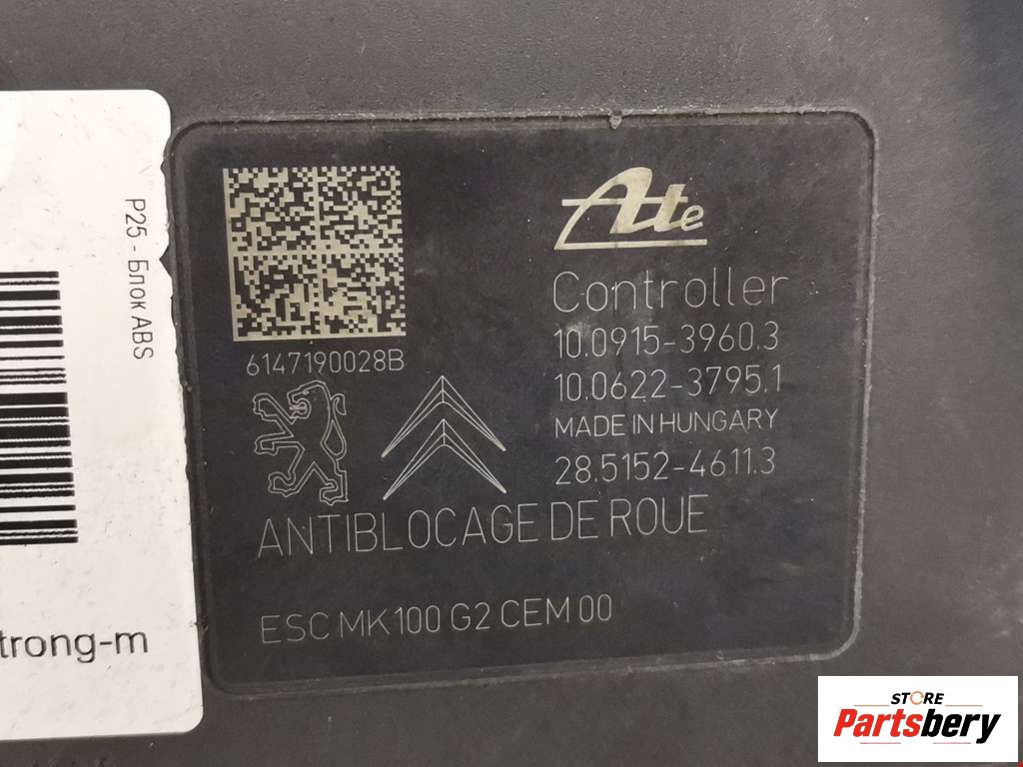 P25 - Блок ABS
trong-m
6147190028B
Ate
Controller
10.0915-3960.3
10.0622-3795.1
MADE IN HUNGARY
28.5152-4611.3
ANTIBLOCAGE DE ROUE
ESC MK100 G2 CEM 00
STORE
Partsbery